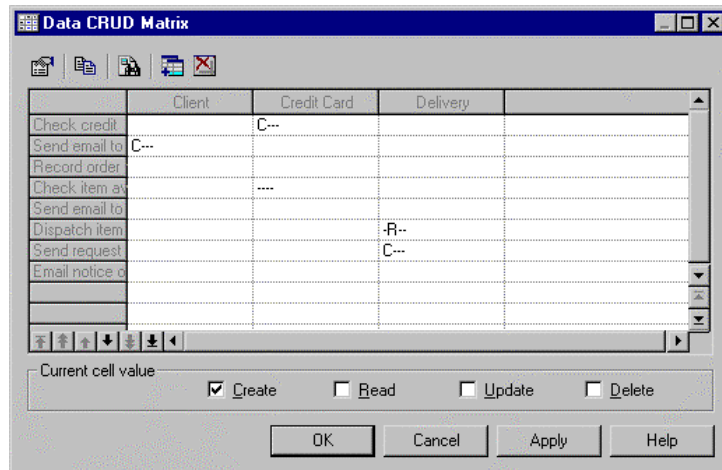 Data CRUD Matrix
Client Credit Card Delivery
Check credit C---
Send email to C---
Record order
Check item av ----
Send email to
Dispatch item -R--
Send request C---
Email notice o
Current cell value
Create Read Update Delete
OK Cancel Apply Help